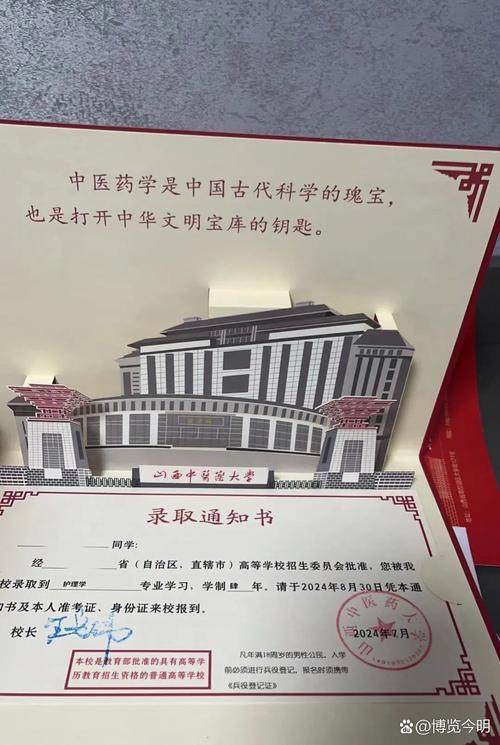 中医药学是中国古代科学的瑰宝，
也是打开中华文明宝库的钥匙。
山西中医药大学
录取通知书
同学：
经 省（自治区、直辖市）高等学校招生委员会批准，您被我
校录取到 护理学 专业学习，学制 肆 年。请于2024年8月30日凭本通
知书及本人准考证、身份证来校报到。
校长
2024年7月
山西中医药大学
本校是教育部批准的具有高等学
历教育招生资格的普通高等学校
凡年满18周岁的男性公民，入学
前必须进行兵役登记，报名时须携带
《兵役登记证》
@博览今明